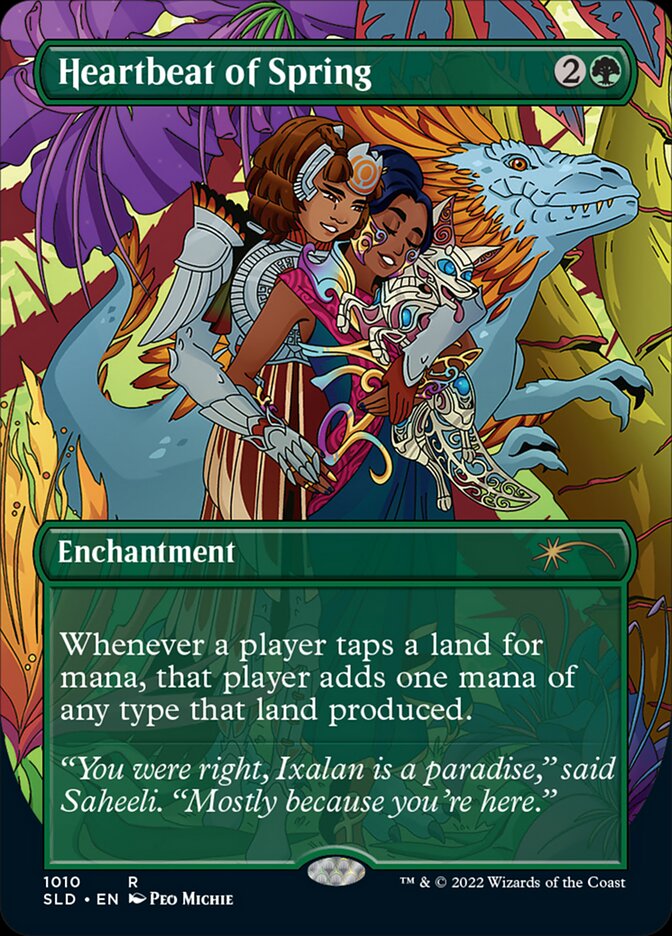 Heartbeat of Spring 2
Enchantment
Whenever a player taps a land for
mana, that player adds one mana of
any type that land produced.
“You were right, Ixalan is a paradise,” said
Saheeli. “Mostly because you’re here.”
1010 R
SLD • EN Peo Michie
™ & © 2022 Wizards of the Coast